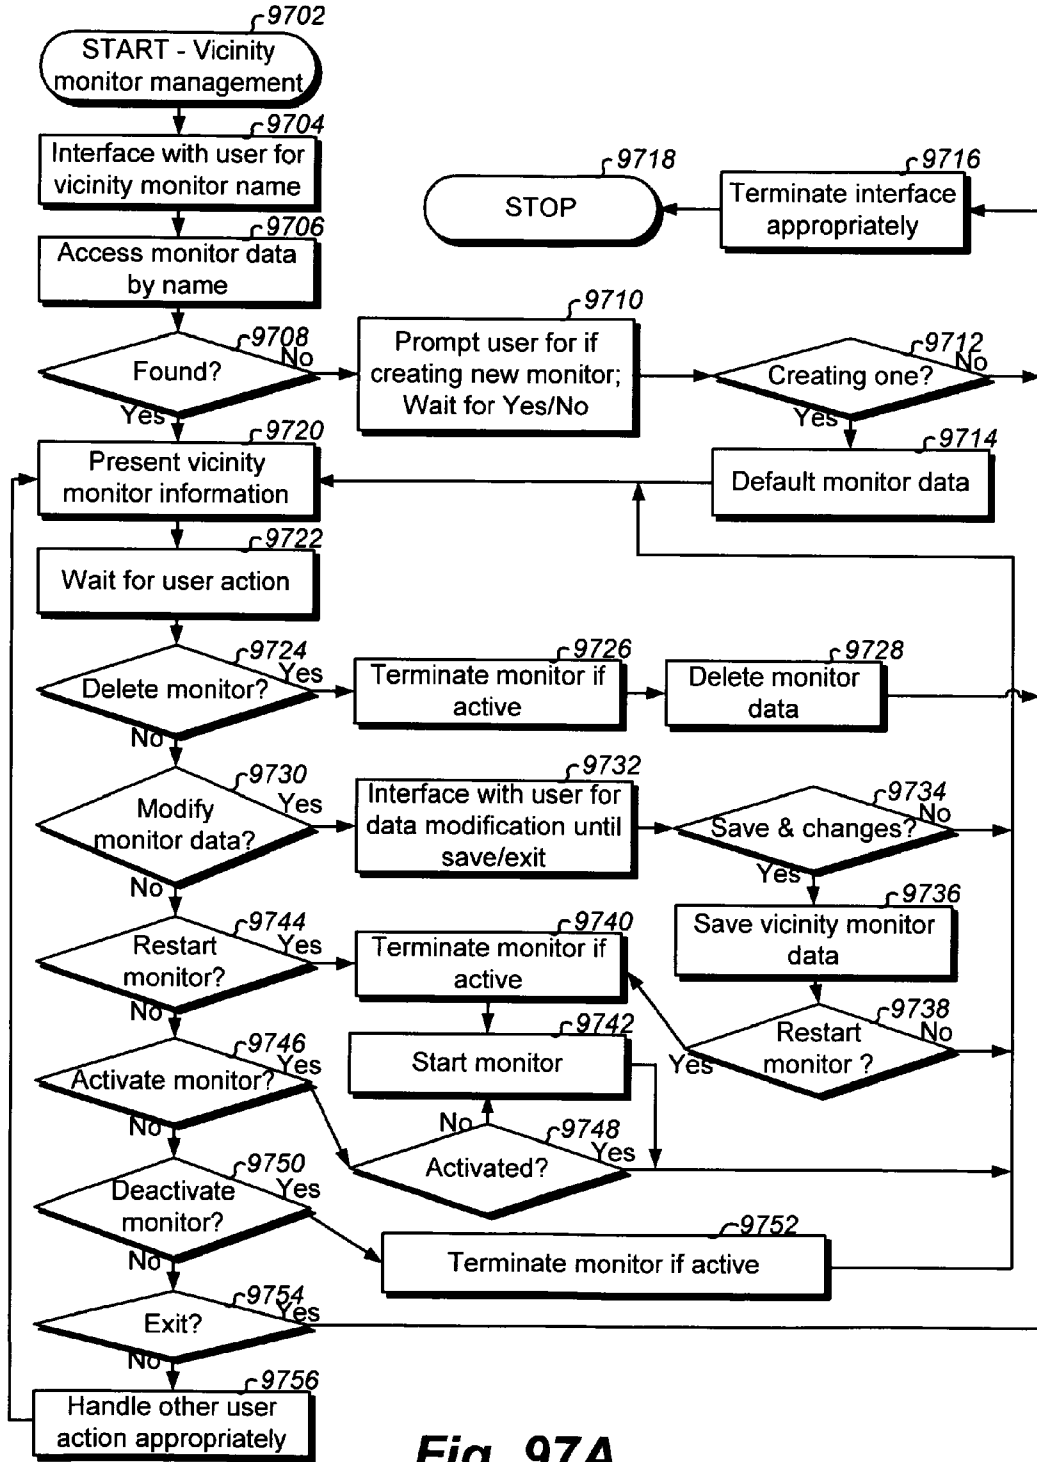 9702
START - Vicinity
monitor management
9704
Interface with user for
vicinity monitor name
9706
Access monitor data
by name
9718
STOP
9716
Terminate interface
appropriately
9708
Found?
No
Yes
9710
Prompt user for if
creating new monitor;
Wait for Yes/No
9712
Creating one?
No
Yes
9714
Default monitor data
9720
Present vicinity
monitor information
9722
Wait for user action
9724
Delete monitor?
Yes
No
9726
Terminate monitor if
active
9728
Delete monitor
data
9730
Modify
monitor data?
Yes
No
9732
Interface with user for
data modification until
save/exit
9734
Save & changes?
No
Yes
9736
Save vicinity monitor
data
9738
Restart
monitor ?
No
Yes
9744
Restart
monitor?
Yes
No
9740
Terminate monitor if
active
9742
Start monitor
9746
Activate monitor?
Yes
No
9748
Activated?
No
Yes
9750
Deactivate
monitor?
Yes
No
9752
Terminate monitor if active
9754
Exit?
Yes
No
9756
Handle other user
action appropriately
Fig. 97A